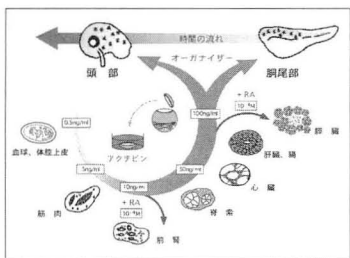 時間の流れ
オーガナイザー
頭 部
胴尾部
+ RA
10⁻⁴M
0.5ng/ml
100ng/ml
膵 臓
血球、体腔上皮
アクチビン
肝臓、腸
5ng/ml
50ng/ml
心 臓
10ng/ml
+ RA
10⁻⁴M
筋 肉
脊 索
前 腎